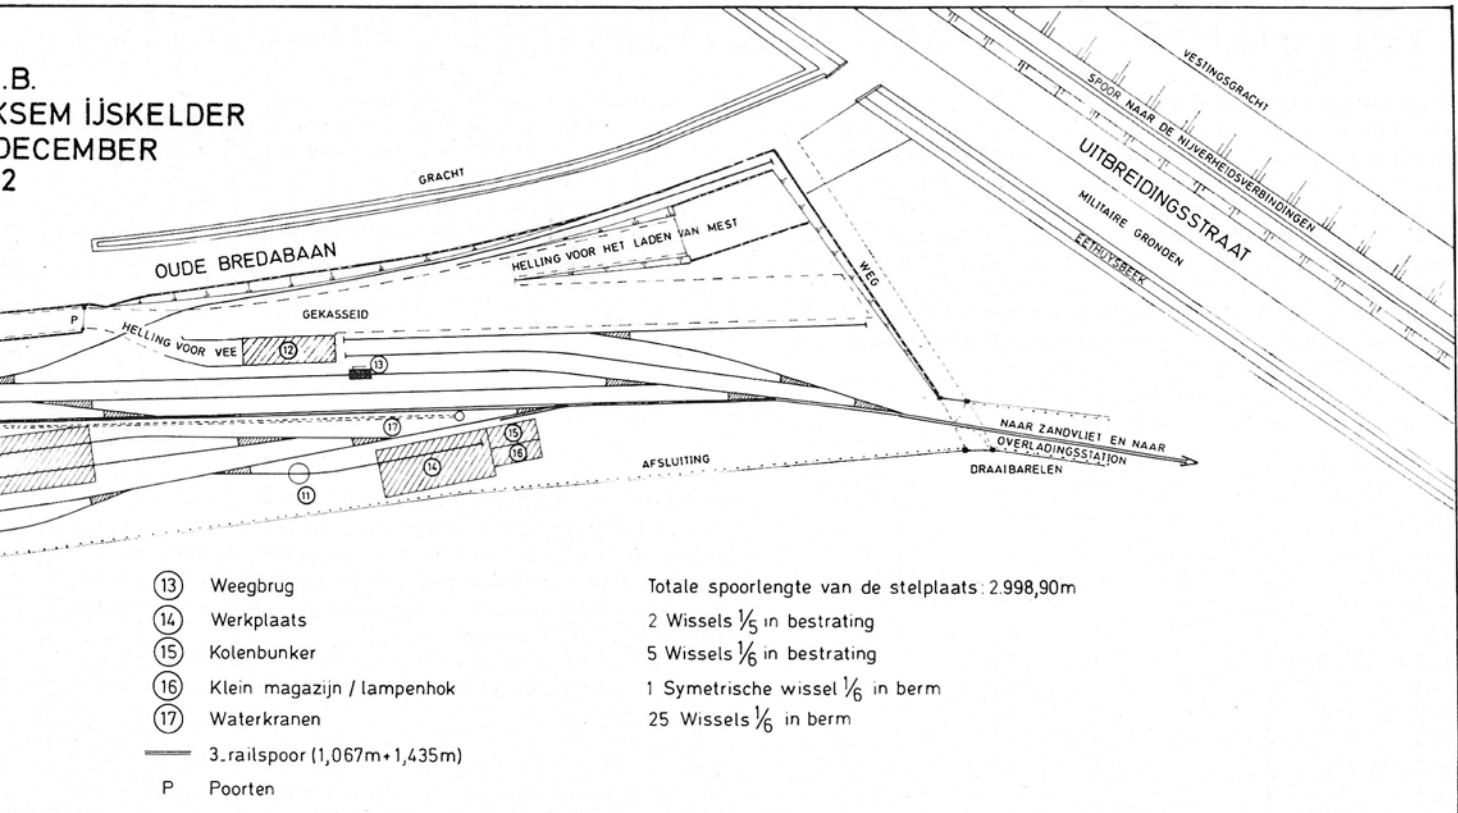 .B.
KSEM IJSKELDER
DECEMBER
2
GRACHT
OUDE BREDABAAN
HELLING VOOR HET LADEN VAN MEST
WEG
GEKASSEID
P
HELLING VOOR VEE
12
13
17
15
16
14
11
AFSLUITING
NAAR ZANDVLIET EN NAAR
OVERLADINGSSTATION
DRAAIBARELEN
VESTINGSGRACHT
SPOOR NAAR DE NIJVERHEIDSVERBINDINGEN
UITBREIDINGSSTRAAT
MILITAIRE GRONDEN
EETHUYSBEEK
13 Weegbrug
14 Werkplaats
15 Kolenbunker
16 Klein magazijn / lampenhok
17 Waterkranen
3_railspoor (1,067m+1,435m)
P Poorten
Totale spoorlengte van de stelplaats: 2.998,90m
2 Wissels 1/5 in bestrating
5 Wissels 1/6 in bestrating
1 Symetrische wissel 1/6 in berm
25 Wissels 1/6 in berm